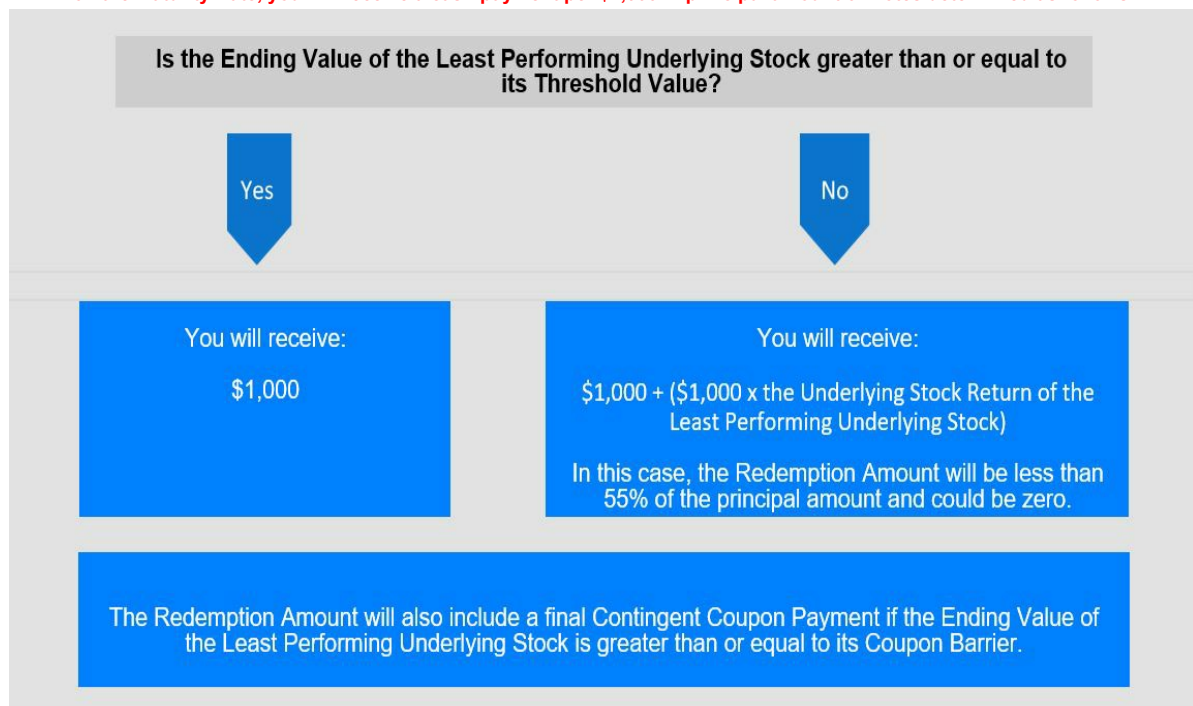 Is the Ending Value of the Least Performing Underlying Stock greater than or equal to
its Threshold Value?
Yes
No
You will receive:
$1,000
You will receive:
$1,000 + ($1,000 x the Underlying Stock Return of the
Least Performing Underlying Stock)
In this case, the Redemption Amount will be less than
55% of the principal amount and could be zero.
The Redemption Amount will also include a final Contingent Coupon Payment if the Ending Value of
the Least Performing Underlying Stock is greater than or equal to its Coupon Barrier.